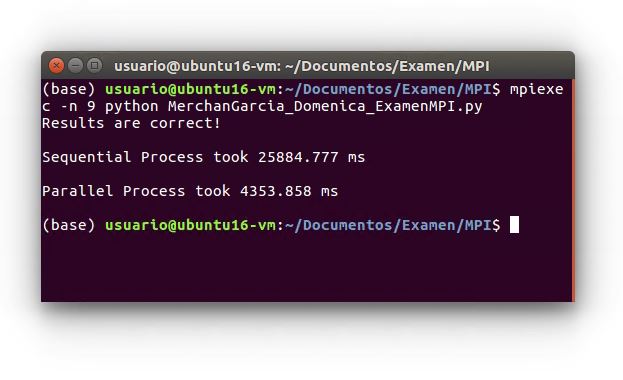 usuario@ubuntu16-vm: ~/Documentos/Examen/MPI
(base) usuario@ubuntu16-vm:~/Documentos/Examen/MPI$ mpiexe
c -n 9 python MerchanGarcia_Domenica_ExamenMPI.py
Results are correct!
Sequential Process took 25884.777 ms
Parallel Process took 4353.858 ms
(base) usuario@ubuntu16-vm:~/Documentos/Examen/MPI$